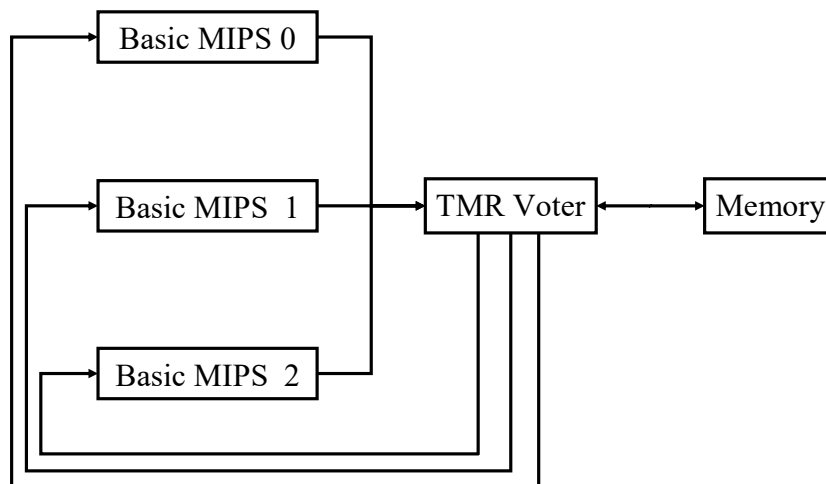 Basic MIPS 0
Basic MIPS 1
TMR Voter
Memory
Basic MIPS 2